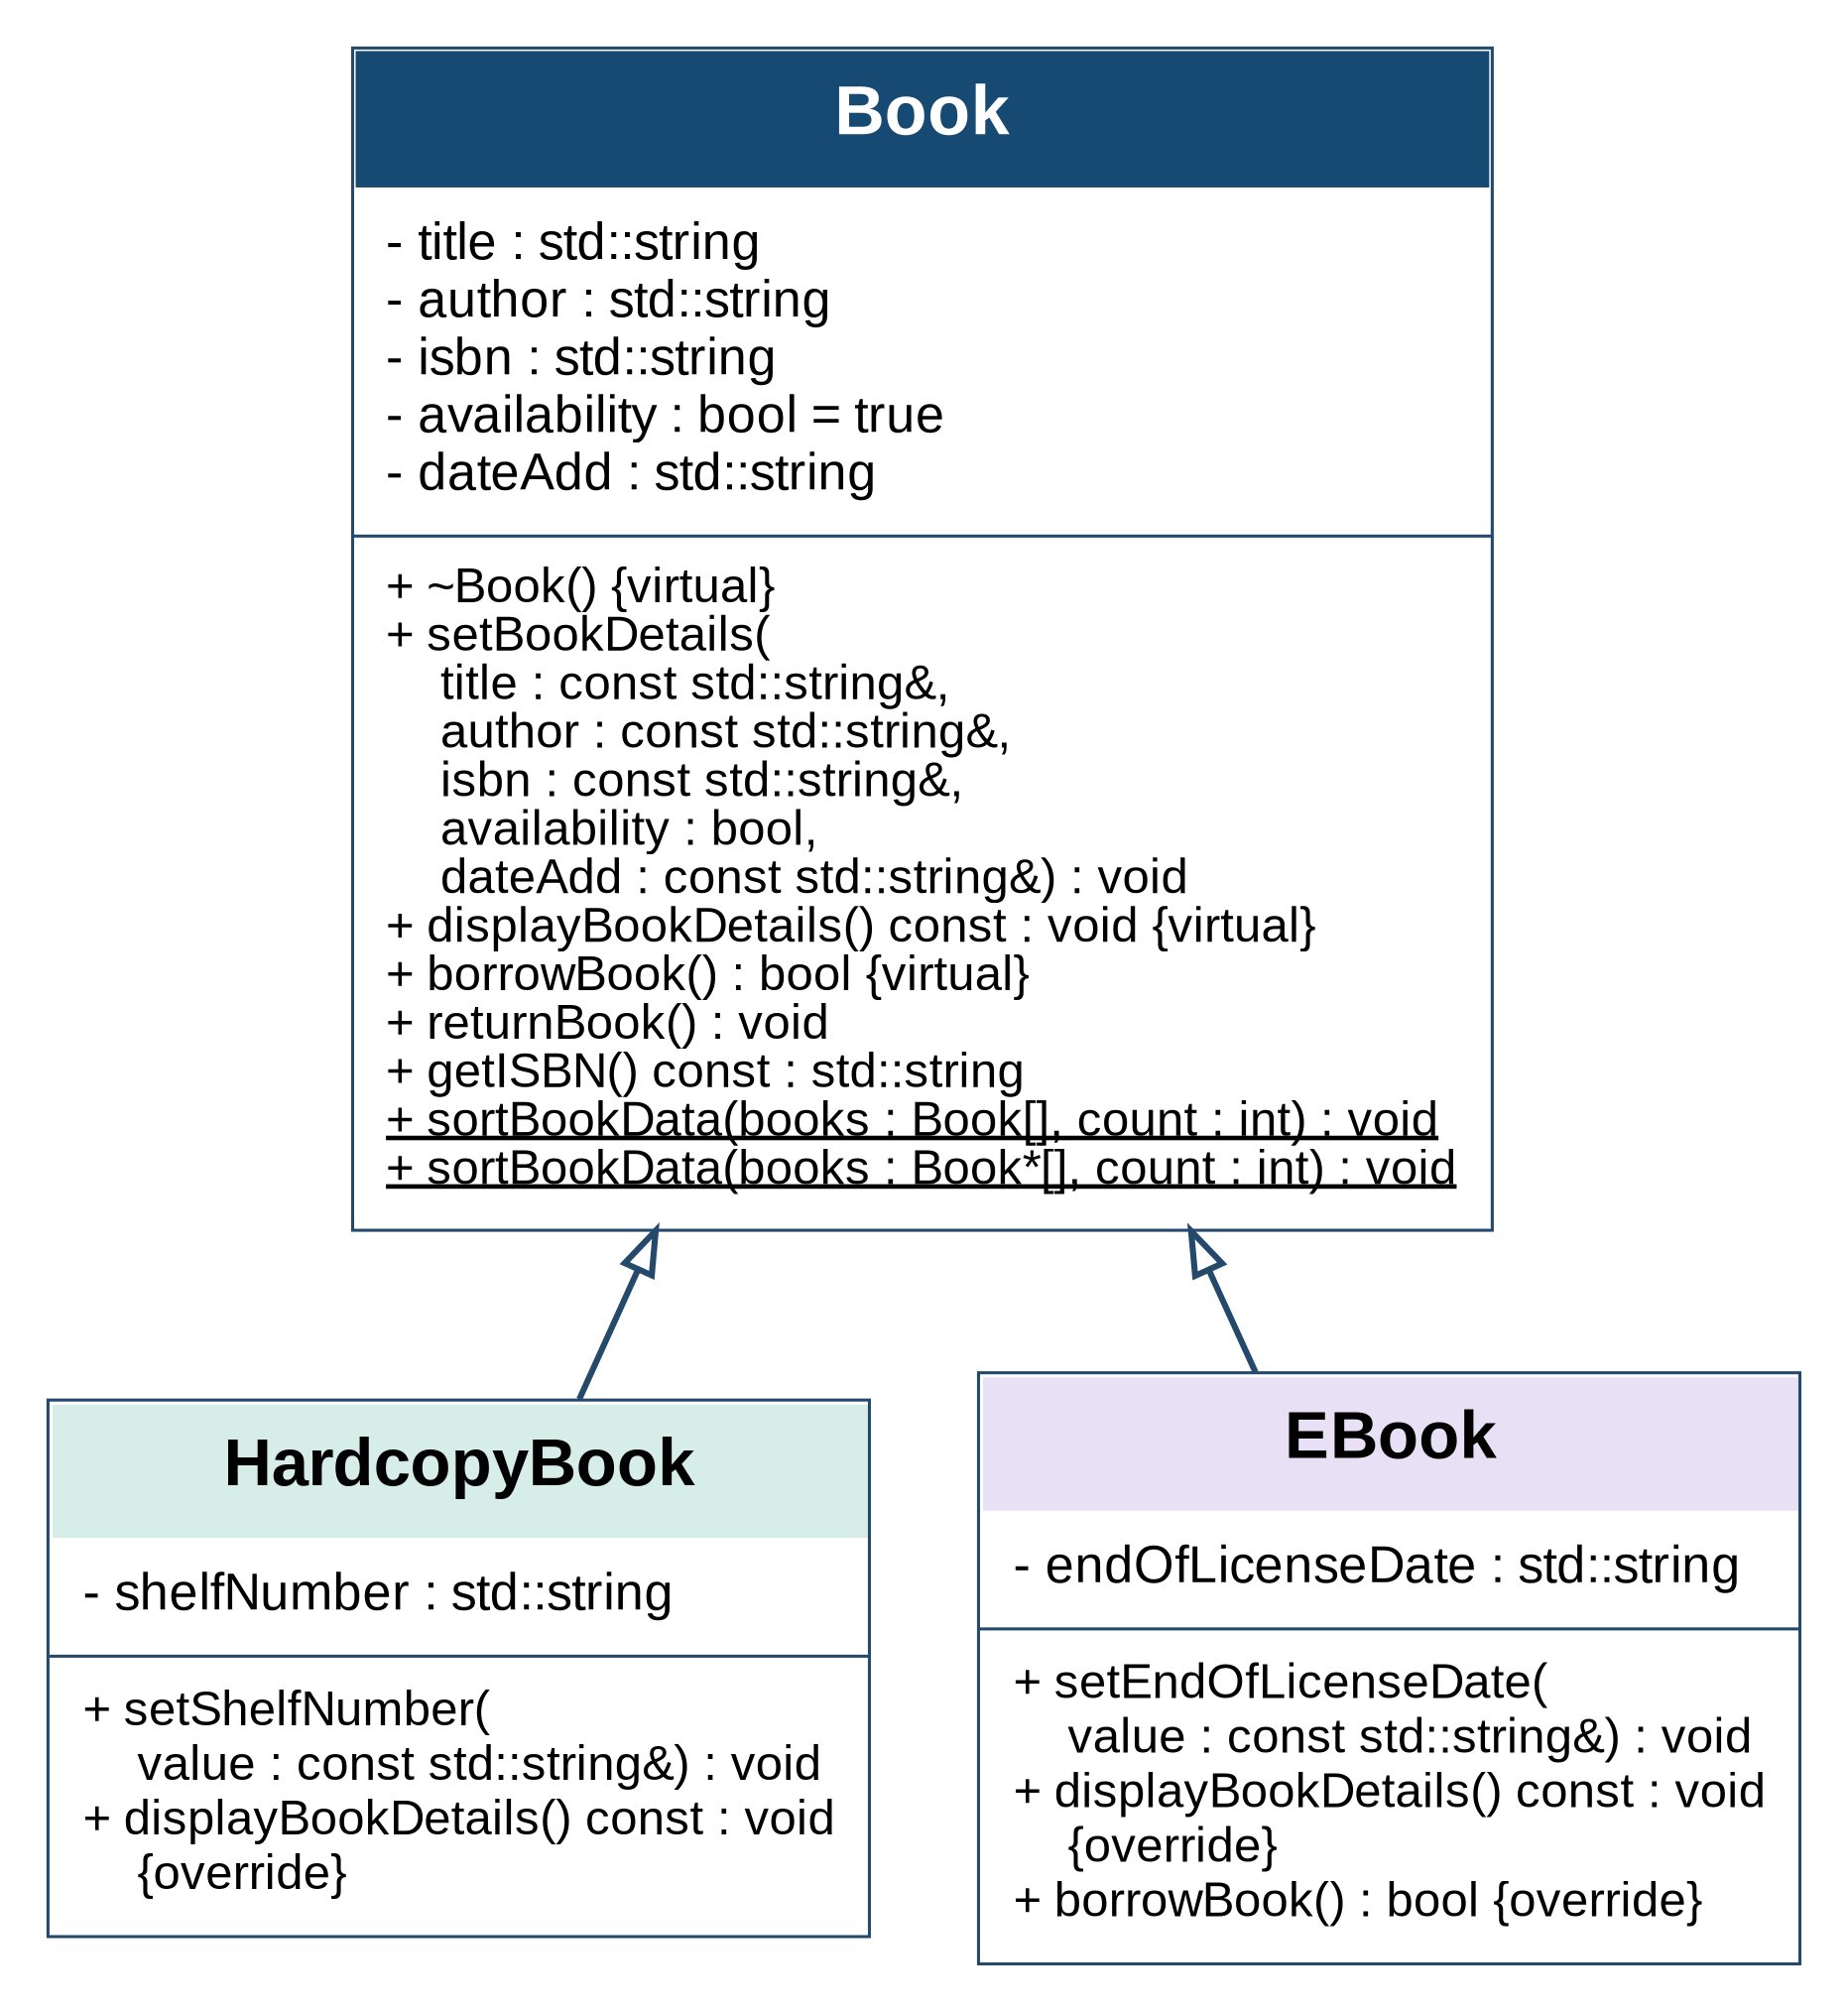 Book
- title : std::string
- author : std::string
- isbn : std::string
- availability : bool = true
- dateAdd : std::string
+ ~Book() {virtual}
+ setBookDetails(
title : const std::string&,
author : const std::string&,
isbn : const std::string&,
availability : bool,
dateAdd : const std::string&) : void
+ displayBookDetails() const : void {virtual}
+ borrowBook() : bool {virtual}
+ returnBook() : void
+ getISBN() const : std::string
+ sortBookData(books : Book[], count : int) : void
+ sortBookData(books : Book*[], count : int) : void
HardcopyBook
- shelfNumber : std::string
+ setShelfNumber(
value : const std::string&) : void
+ displayBookDetails() const : void
{override}
EBook
- endOfLicenseDate : std::string
+ setEndOfLicenseDate(
value : const std::string&) : void
+ displayBookDetails() const : void
{override}
+ borrowBook() : bool {override}